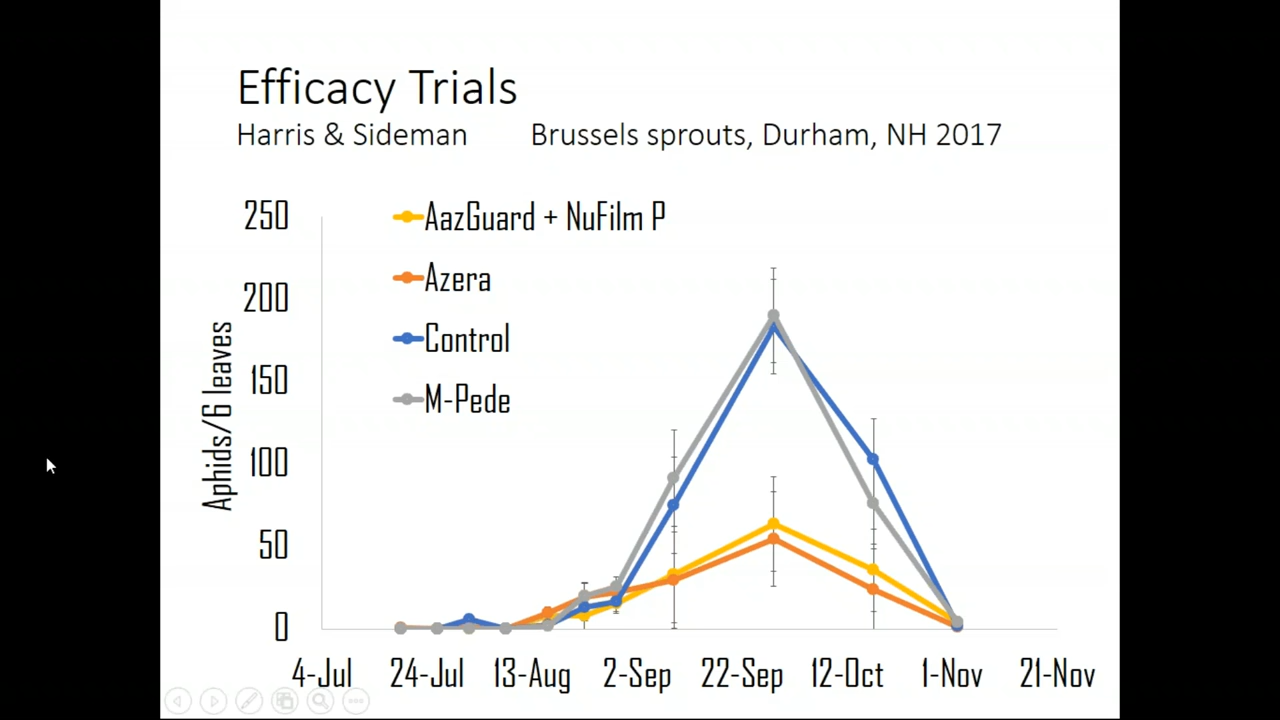 Efficacy Trials
Harris & Sideman Brussels sprouts, Durham, NH 2017
250
200
150
100
50
0
Aphids/6 leaves
AazGuard + NuFilm P
Azera
Control
M-Pede
4-Jul 24-Jul 13-Aug 2-Sep 22-Sep 12-Oct 1-Nov 21-Nov